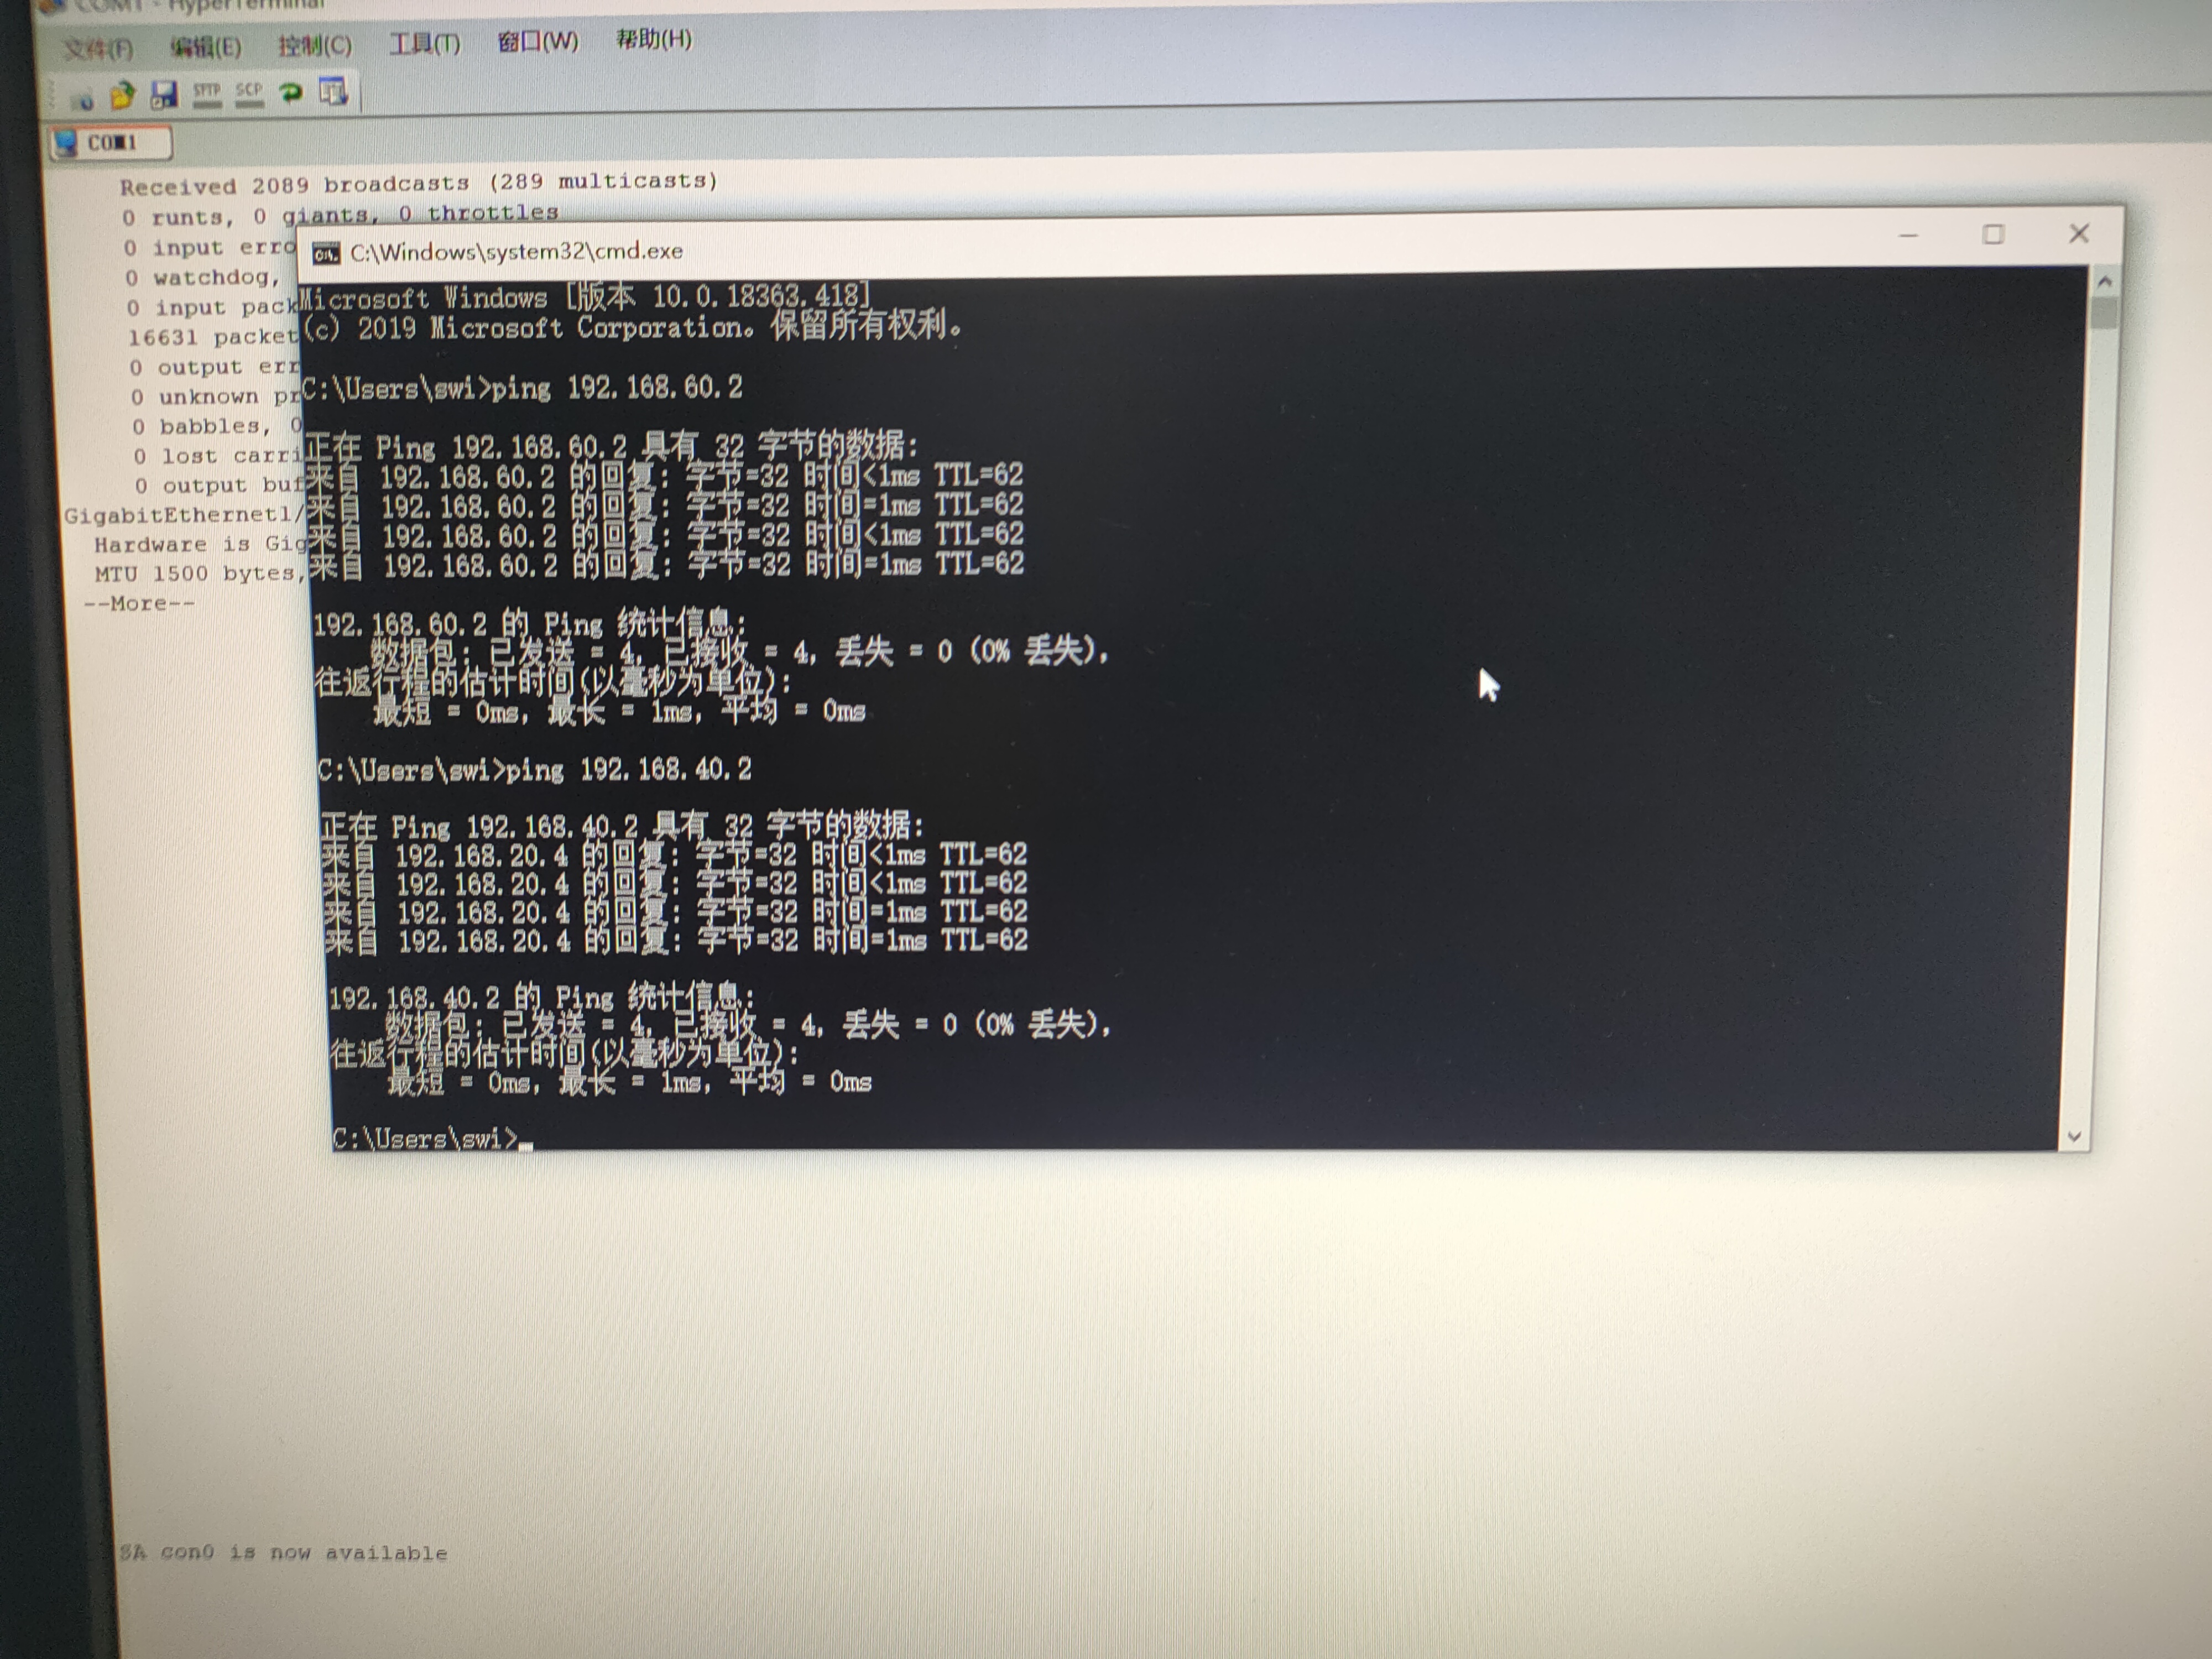 COM1 - HyperTerminal
文件(F) 编辑(E) 控制(C) 工具(T) 窗口(W) 帮助(H)
SFTP SCP
COM1
Received 2089 broadcasts (289 multicasts)
0 runts, 0 giants, 0 throttles
0 input erro
0 watchdog,
0 input pack
16631 packet
0 output err
0 unknown pr
0 babbles, 0
0 lost carri
0 output buf
GigabitEthernet1/
Hardware is Gig
MTU 1500 bytes,
--More--
C:\Windows\system32\cmd.exe
Microsoft Windows [版本 10.0.18363.418]
(c) 2019 Microsoft Corporation。保留所有权利。
C:\Users\swi>ping 192.168.60.2
正在 Ping 192.168.60.2 具有 32 字节的数据:
来自 192.168.60.2 的回复: 字节=32 时间<1ms TTL=62
来自 192.168.60.2 的回复: 字节=32 时间=1ms TTL=62
来自 192.168.60.2 的回复: 字节=32 时间<1ms TTL=62
来自 192.168.60.2 的回复: 字节=32 时间=1ms TTL=62
192.168.60.2 的 Ping 统计信息:
数据包: 已发送 = 4, 已接收 = 4, 丢失 = 0 (0% 丢失),
往返行程的估计时间(以毫秒为单位):
最短 = 0ms, 最长 = 1ms, 平均 = 0ms
C:\Users\swi>ping 192.168.40.2
正在 Ping 192.168.40.2 具有 32 字节的数据:
来自 192.168.20.4 的回复: 字节=32 时间<1ms TTL=62
来自 192.168.20.4 的回复: 字节=32 时间<1ms TTL=62
来自 192.168.20.4 的回复: 字节=32 时间=1ms TTL=62
来自 192.168.20.4 的回复: 字节=32 时间=1ms TTL=62
192.168.40.2 的 Ping 统计信息:
数据包: 已发送 = 4, 已接收 = 4, 丢失 = 0 (0% 丢失),
往返行程的估计时间(以毫秒为单位):
最短 = 0ms, 最长 = 1ms, 平均 = 0ms
C:\Users\swi>
SA con0 is now available